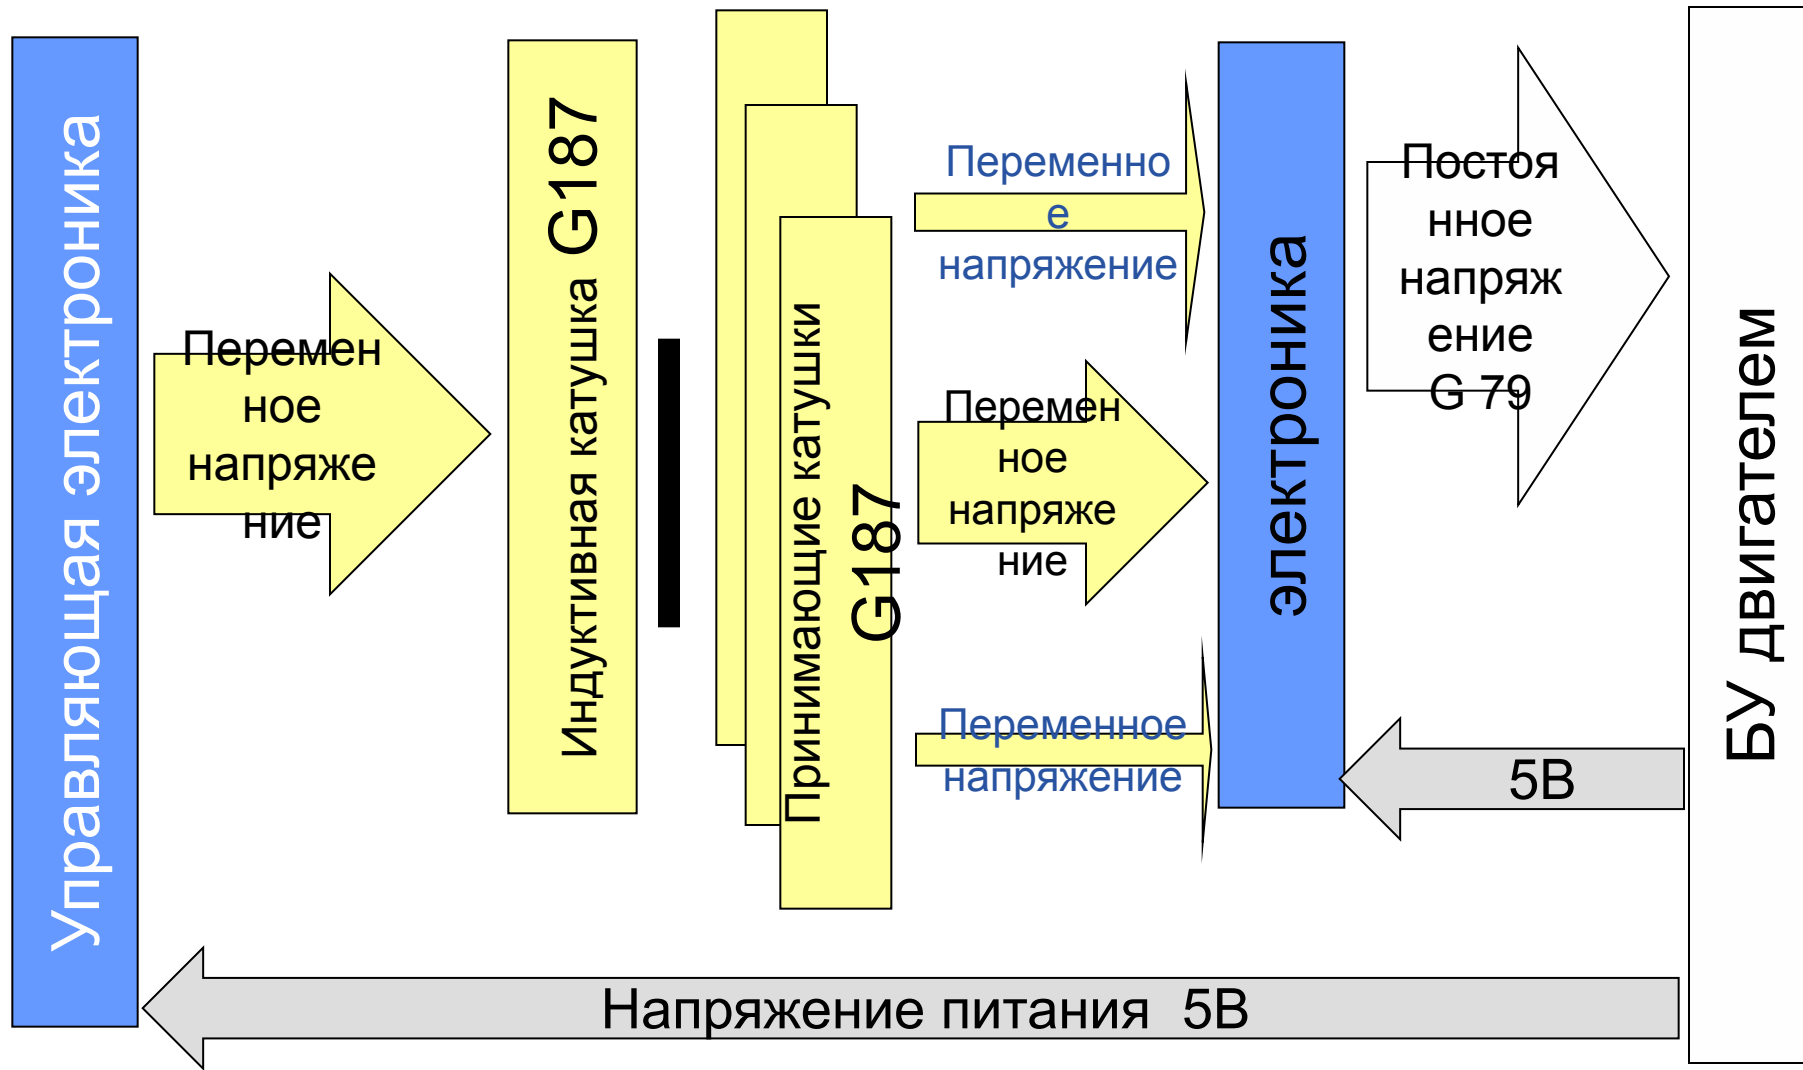 Управляющая электроника
Перемен
ное
напряже
ние
Индуктивная катушка G187
Принимающие катушки
G187
Переменно
е
напряжение
Перемен
ное
напряже
ние
Переменное
напряжение
электроника
Постоя
нное
напряж
ение
G 79
5В
БУ двигателем
Напряжение питания 5В